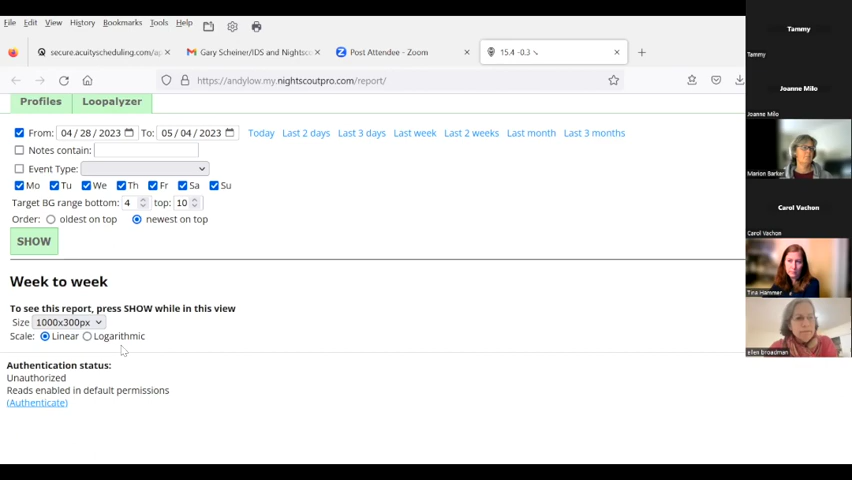 File Edit View History Bookmarks Tools Help
secure.acuityscheduling.com/ap
Gary Scheiner/IDS and Nightsco
Post Attendee - Zoom
15.4 -0.3 ↘
https://andylow.my.nightscoutpro.com/report/
Profiles Loopalyzer
From: 04/28/2023 To: 05/04/2023 Today Last 2 days Last 3 days Last week Last 2 weeks Last month Last 3 months
Notes contain:
Event Type:
Mo Tu We Th Fr Sa Su
Target BG range bottom: 4 top: 10
Order: oldest on top newest on top
SHOW
Week to week
To see this report, press SHOW while in this view
Size 1000x300px
Scale: Linear Logarithmic
Authentication status:
Unauthorized
Reads enabled in default permissions
(Authenticate)
Tammy
Tammy
Joanne Milo
Joanne Milo
Marion Barker
Carol Vachon
Carol Vachon
Tina Hammer
ellen broadman